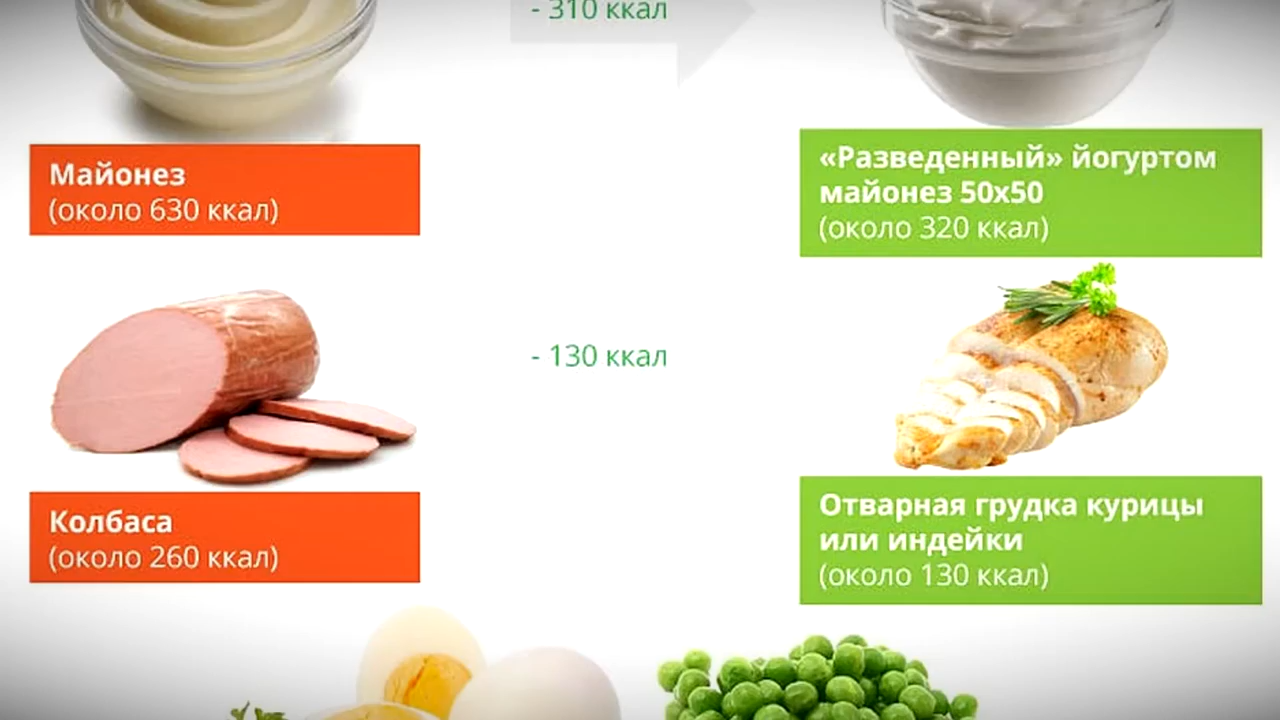 - 310 ккал
Майонез
(около 630 ккал)
«Разведенный» йогуртом
майонез 50х50
(около 320 ккал)
- 130 ккал
Колбаса
(около 260 ккал)
Отварная грудка курицы
или индейки
(около 130 ккал)